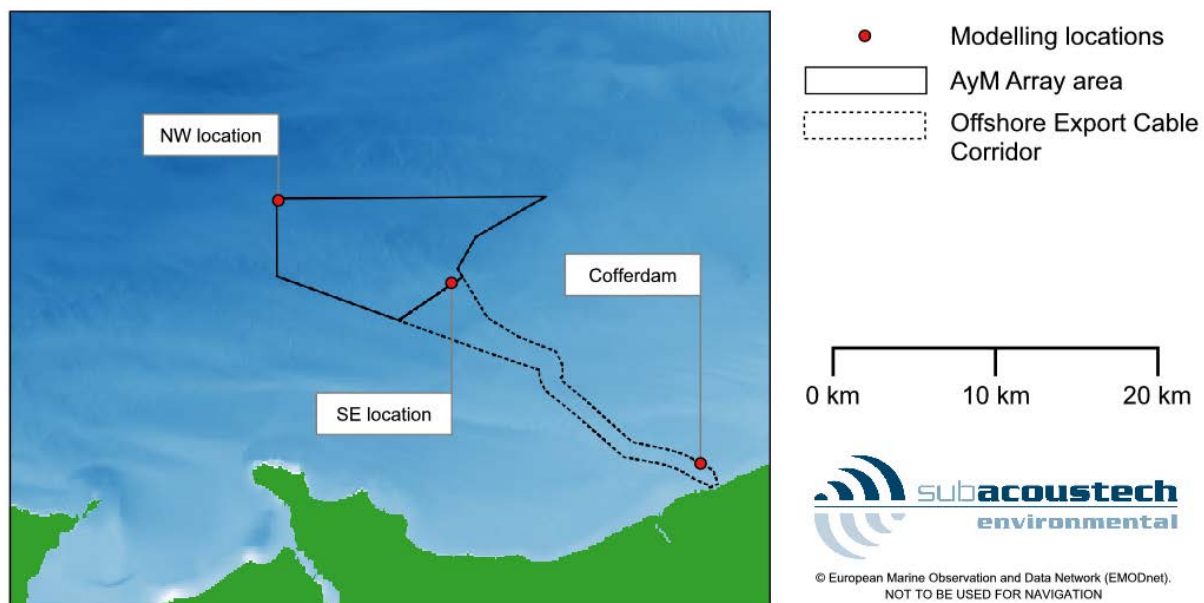 NW location
SE location
Cofferdam
Modelling locations
AyM Array area
Offshore Export Cable
Corridor
0 km
10 km
20 km
subacoustech
environmental
© European Marine Observation and Data Network (EMODnet).
NOT TO BE USED FOR NAVIGATION